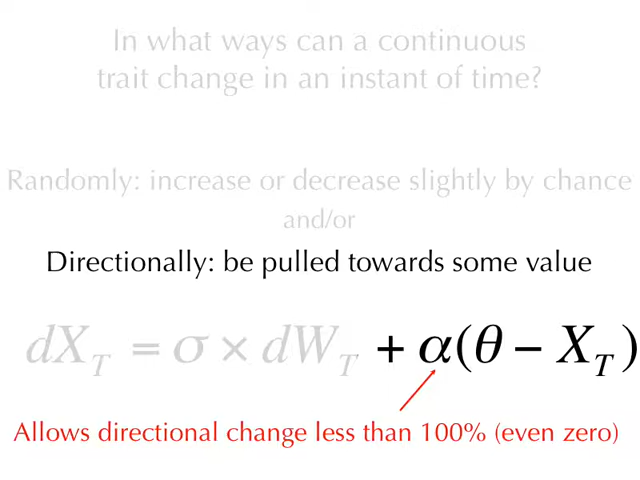 In what ways can a continuous
trait change in an instant of time?
Randomly: increase or decrease slightly by chance
and/or
Directionally: be pulled towards some value
dX_T = σ × dW_T + α(θ − X_T)
Allows directional change less than 100% (even zero)